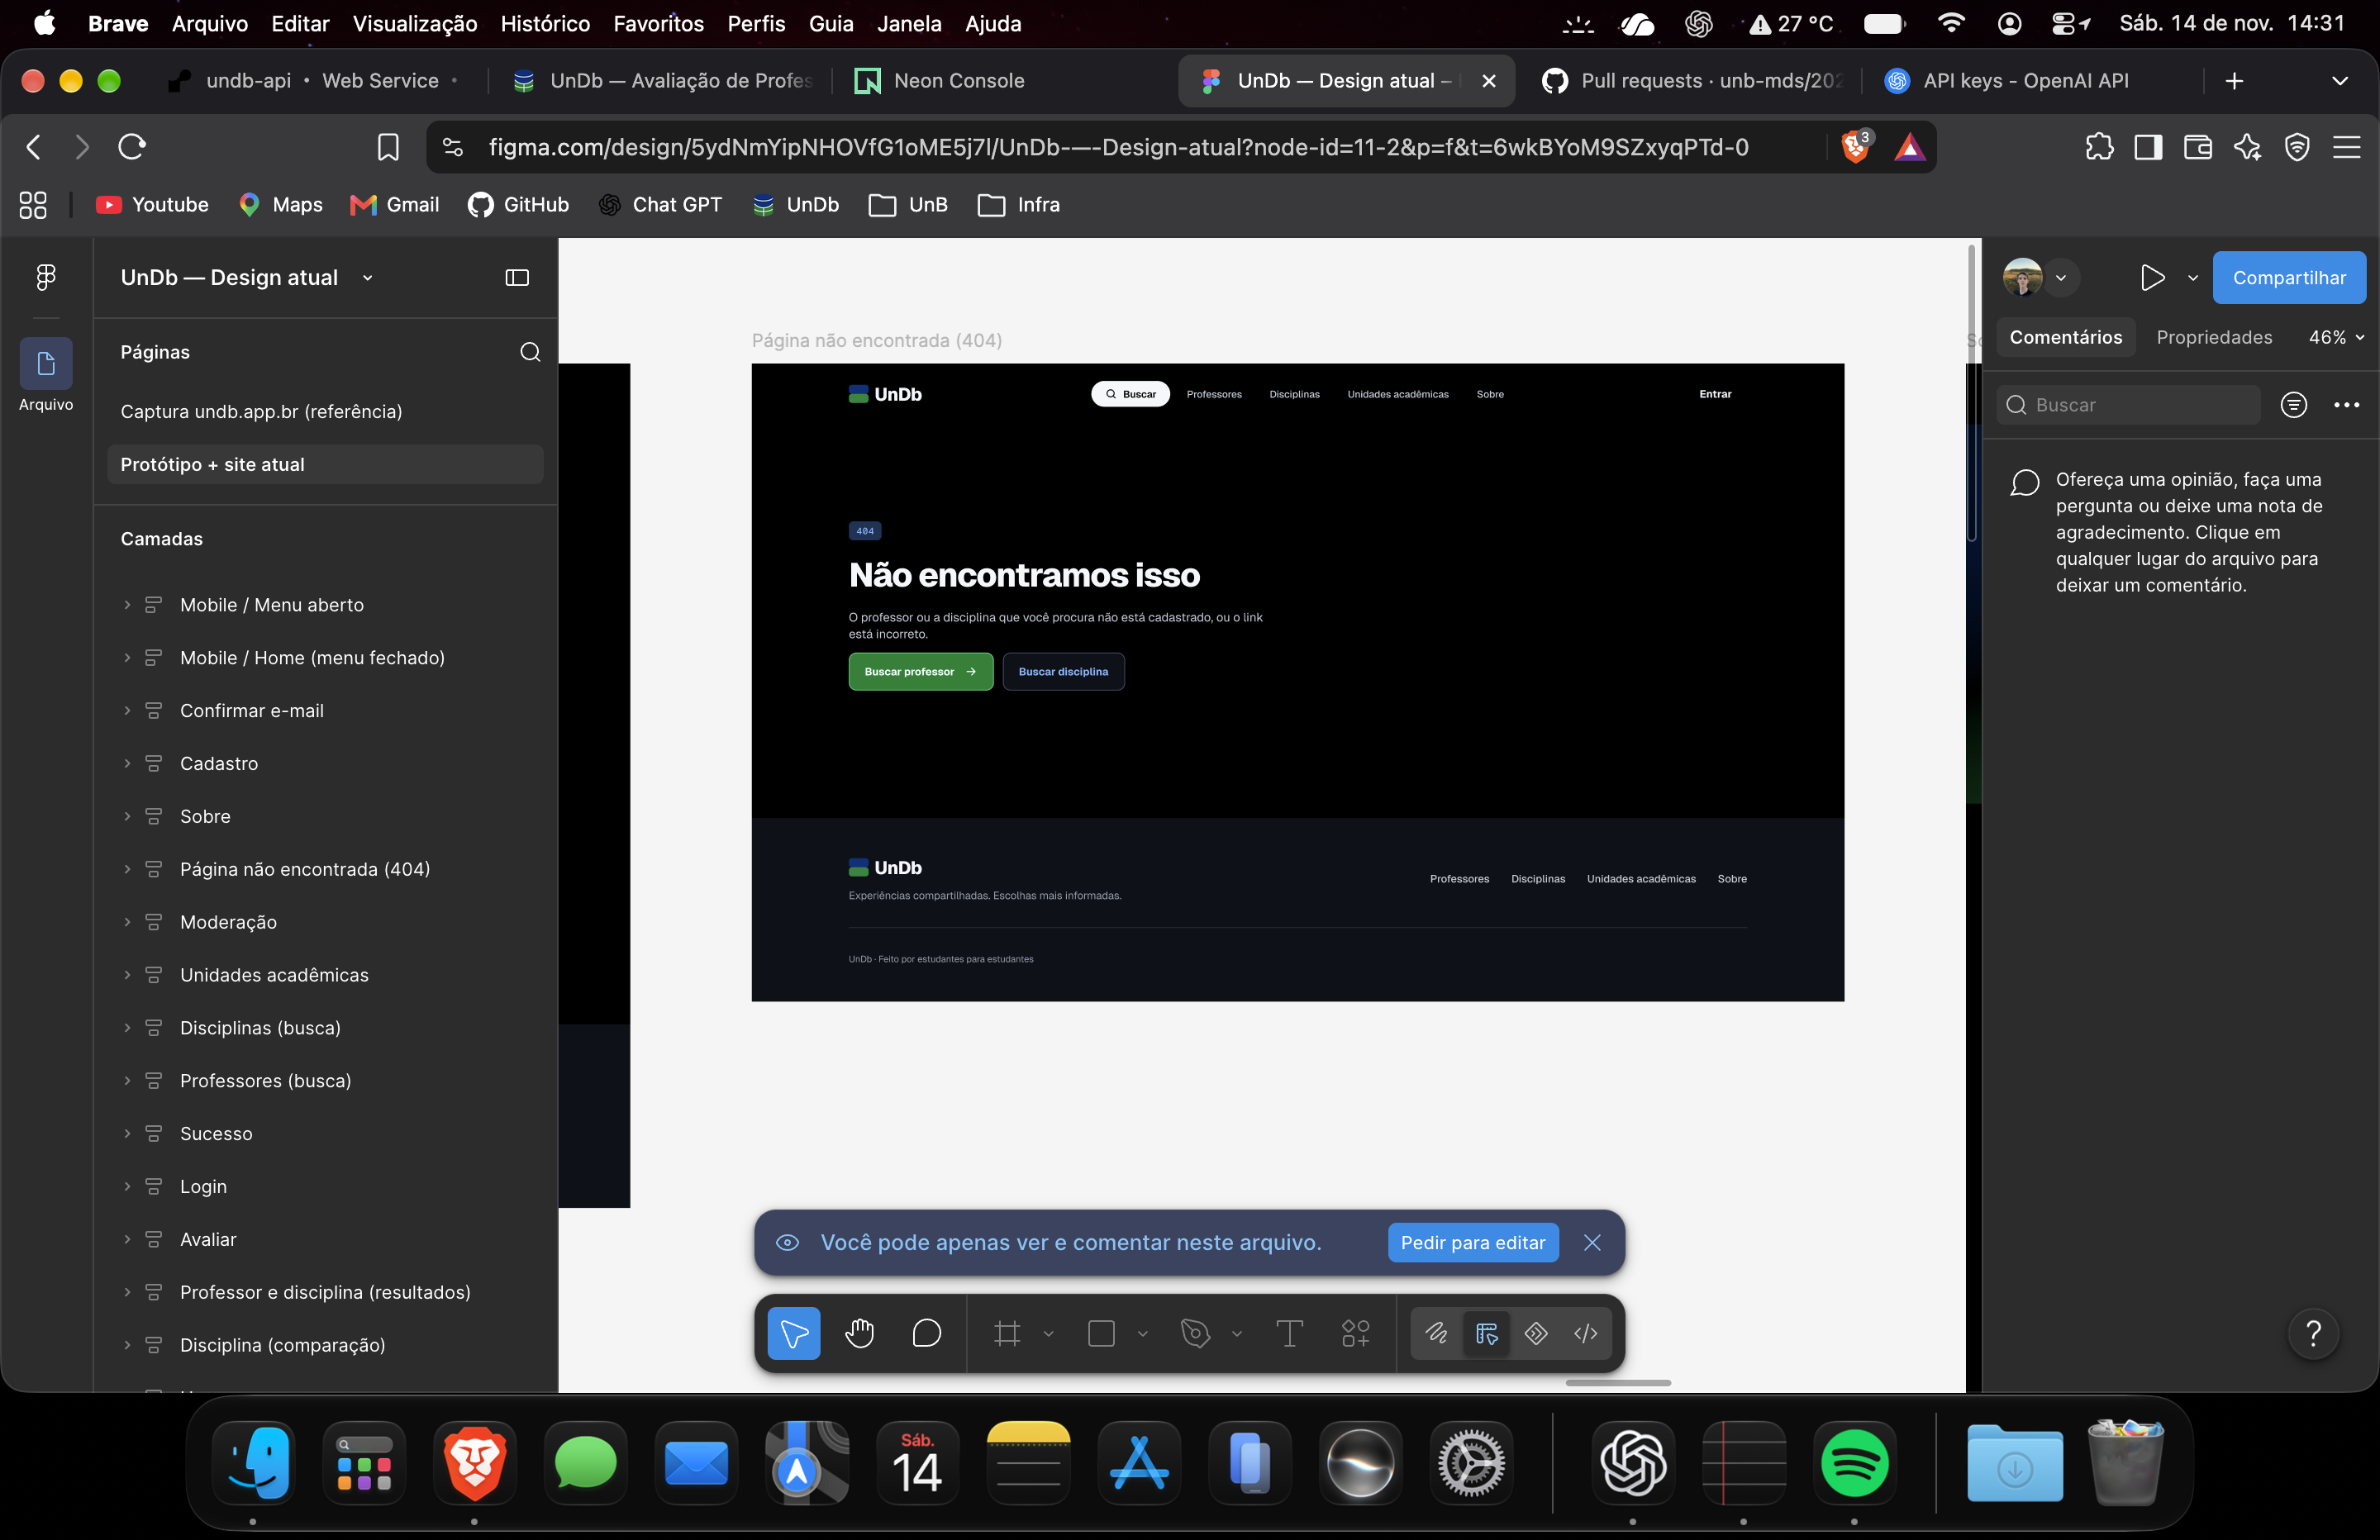 Brave Arquivo Editar Visualização Histórico Favoritos Perfis Guia Janela Ajuda 27 °C Sáb. 14 de nov. 14:31
undb-api • Web Service • UnDb — Avaliação de Profes Neon Console UnDb — Design atual – Pull requests · unb-mds/202 API keys - OpenAI API
figma.com/design/5ydNmYipNHOVfG1oME5j7l/UnDb-—-Design-atual?node-id=11-2&p=f&t=6wkBYoM9SZxyqPTd-0 3
Youtube Maps Gmail GitHub Chat GPT UnDb UnB Infra
UnDb — Design atual
Arquivo
Páginas
Captura undb.app.br (referência)
Protótipo + site atual
Camadas
Mobile / Menu aberto
Mobile / Home (menu fechado)
Confirmar e-mail
Cadastro
Sobre
Página não encontrada (404)
Moderação
Unidades acadêmicas
Disciplinas (busca)
Professores (busca)
Sucesso
Login
Avaliar
Professor e disciplina (resultados)
Disciplina (comparação)
Página não encontrada (404)
UnDb Buscar Professores Disciplinas Unidades acadêmicas Sobre Entrar
404
Não encontramos isso
O professor ou a disciplina que você procura não está cadastrado, ou o link
está incorreto.
Buscar professor Buscar disciplina
UnDb
Experiências compartilhadas. Escolhas mais informadas.
Professores Disciplinas Unidades acadêmicas Sobre
UnDb · Feito por estudantes para estudantes
Você pode apenas ver e comentar neste arquivo. Pedir para editar
Compartilhar
Comentários Propriedades 46%
Buscar
Ofereça uma opinião, faça uma
pergunta ou deixe uma nota de
agradecimento. Clique em
qualquer lugar do arquivo para
deixar um comentário.
?
Sáb.
14